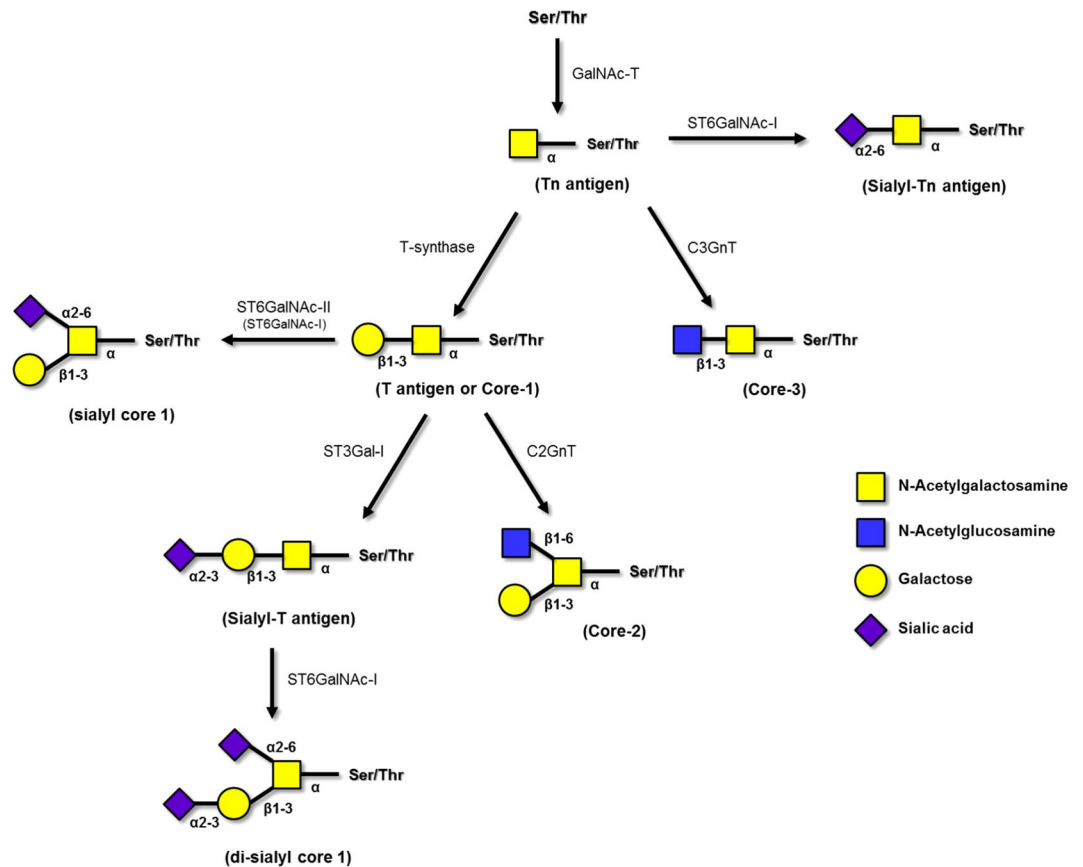 Ser/Thr
GalNAc-T
α
Ser/Thr
(Tn antigen)
ST6GalNAc-I
α2-6
α
Ser/Thr
(Sialyl-Tn antigen)
T-synthase
C3GnT
α2-6
β1-3
α
Ser/Thr
(sialyl core 1)
ST6GalNAc-II
(ST6GalNAc-I)
β1-3
α
Ser/Thr
(T antigen or Core-1)
β1-3
α
Ser/Thr
(Core-3)
ST3Gal-I
C2GnT
α2-3
β1-3
α
Ser/Thr
(Sialyl-T antigen)
β1-6
β1-3
α
Ser/Thr
(Core-2)
N-Acetylgalactosamine
N-Acetylglucosamine
Galactose
Sialic acid
ST6GalNAc-I
α2-6
α2-3
β1-3
α
Ser/Thr
(di-sialyl core 1)